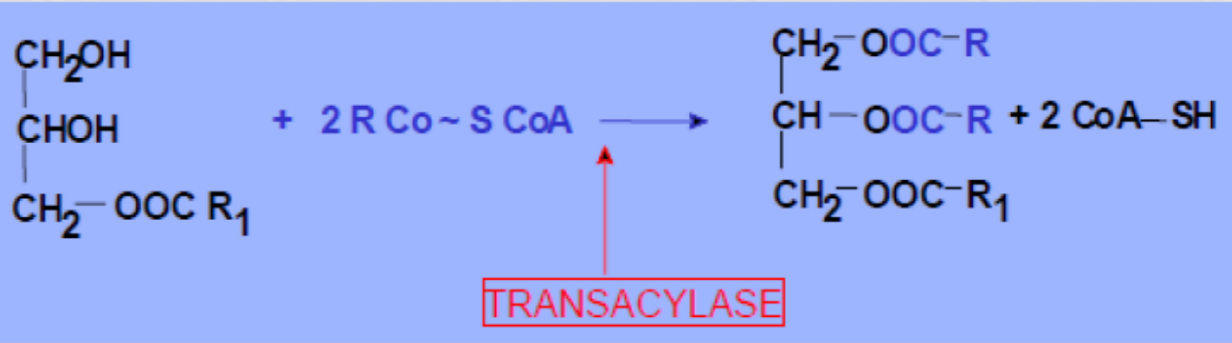 CH2OH
CHOH
CH2— OOC R1
+ 2 R Co ~ S CoA
CH2-OOC-R
CH — OOC-R + 2 CoA— SH
CH2-OOC-R1
TRANSACYLASE